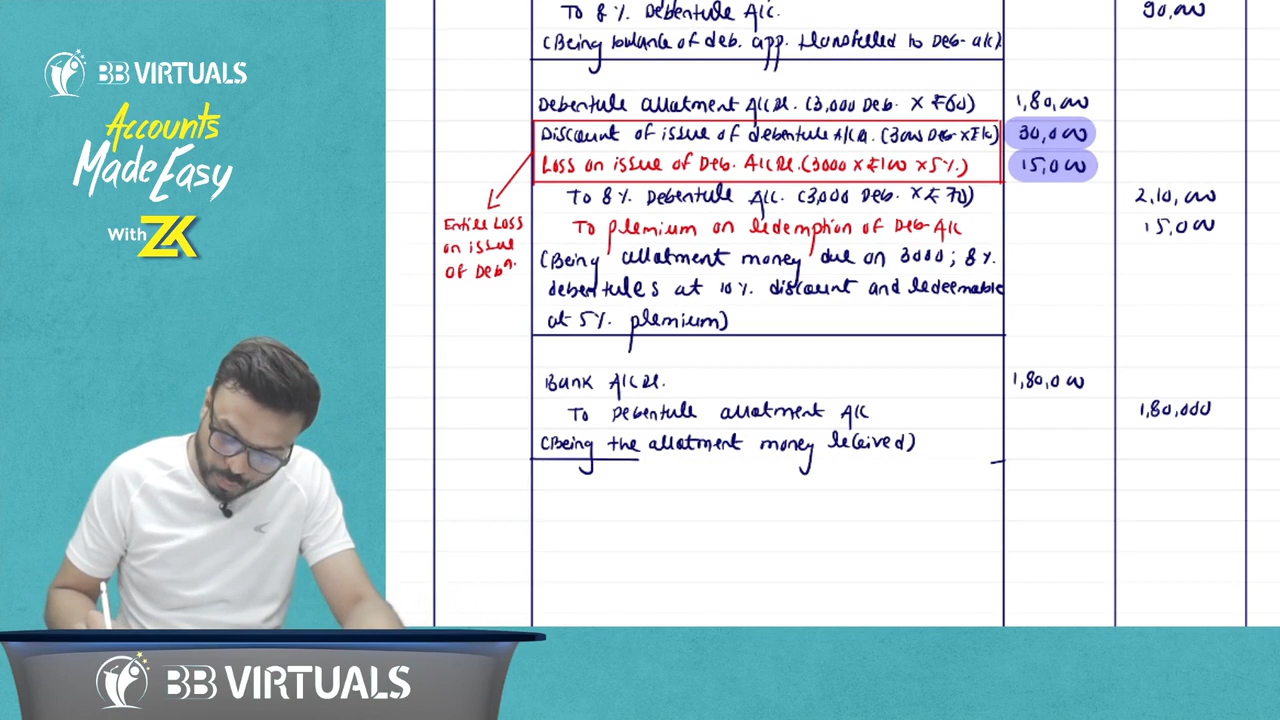 BB VIRTUALS
Accounts
Made Easy
With ZK
To 8 % Debenture A/c.
90,000
(Being balance of deb. app. transferred to Deb-a/c).
Debenture allotment A/c Dr. (3,000 Deb. × ₹60)
1,80,000
Discount of issue of debenture A/c Dr. (3000 Deb × ₹10)
30,000
Loss on issue of Deb. A/c Dr. (3000 × ₹100 × 5%)
15,000
To 8% Debenture A/c. (3,000 Deb. × ₹ 70)
2,10,000
To premium on redemption of Deb-A/c
15,000
(Being allotment money due on 3000; 8%.
debentures at 10%. discount and redeemable
at 5%. premium)
Entire Loss
on issue
of Debn.
Bank A/c Dr.
1,80,000
To Debenture allotment A/c
1,80,000
(Being the allotment money received)
BB VIRTUALS